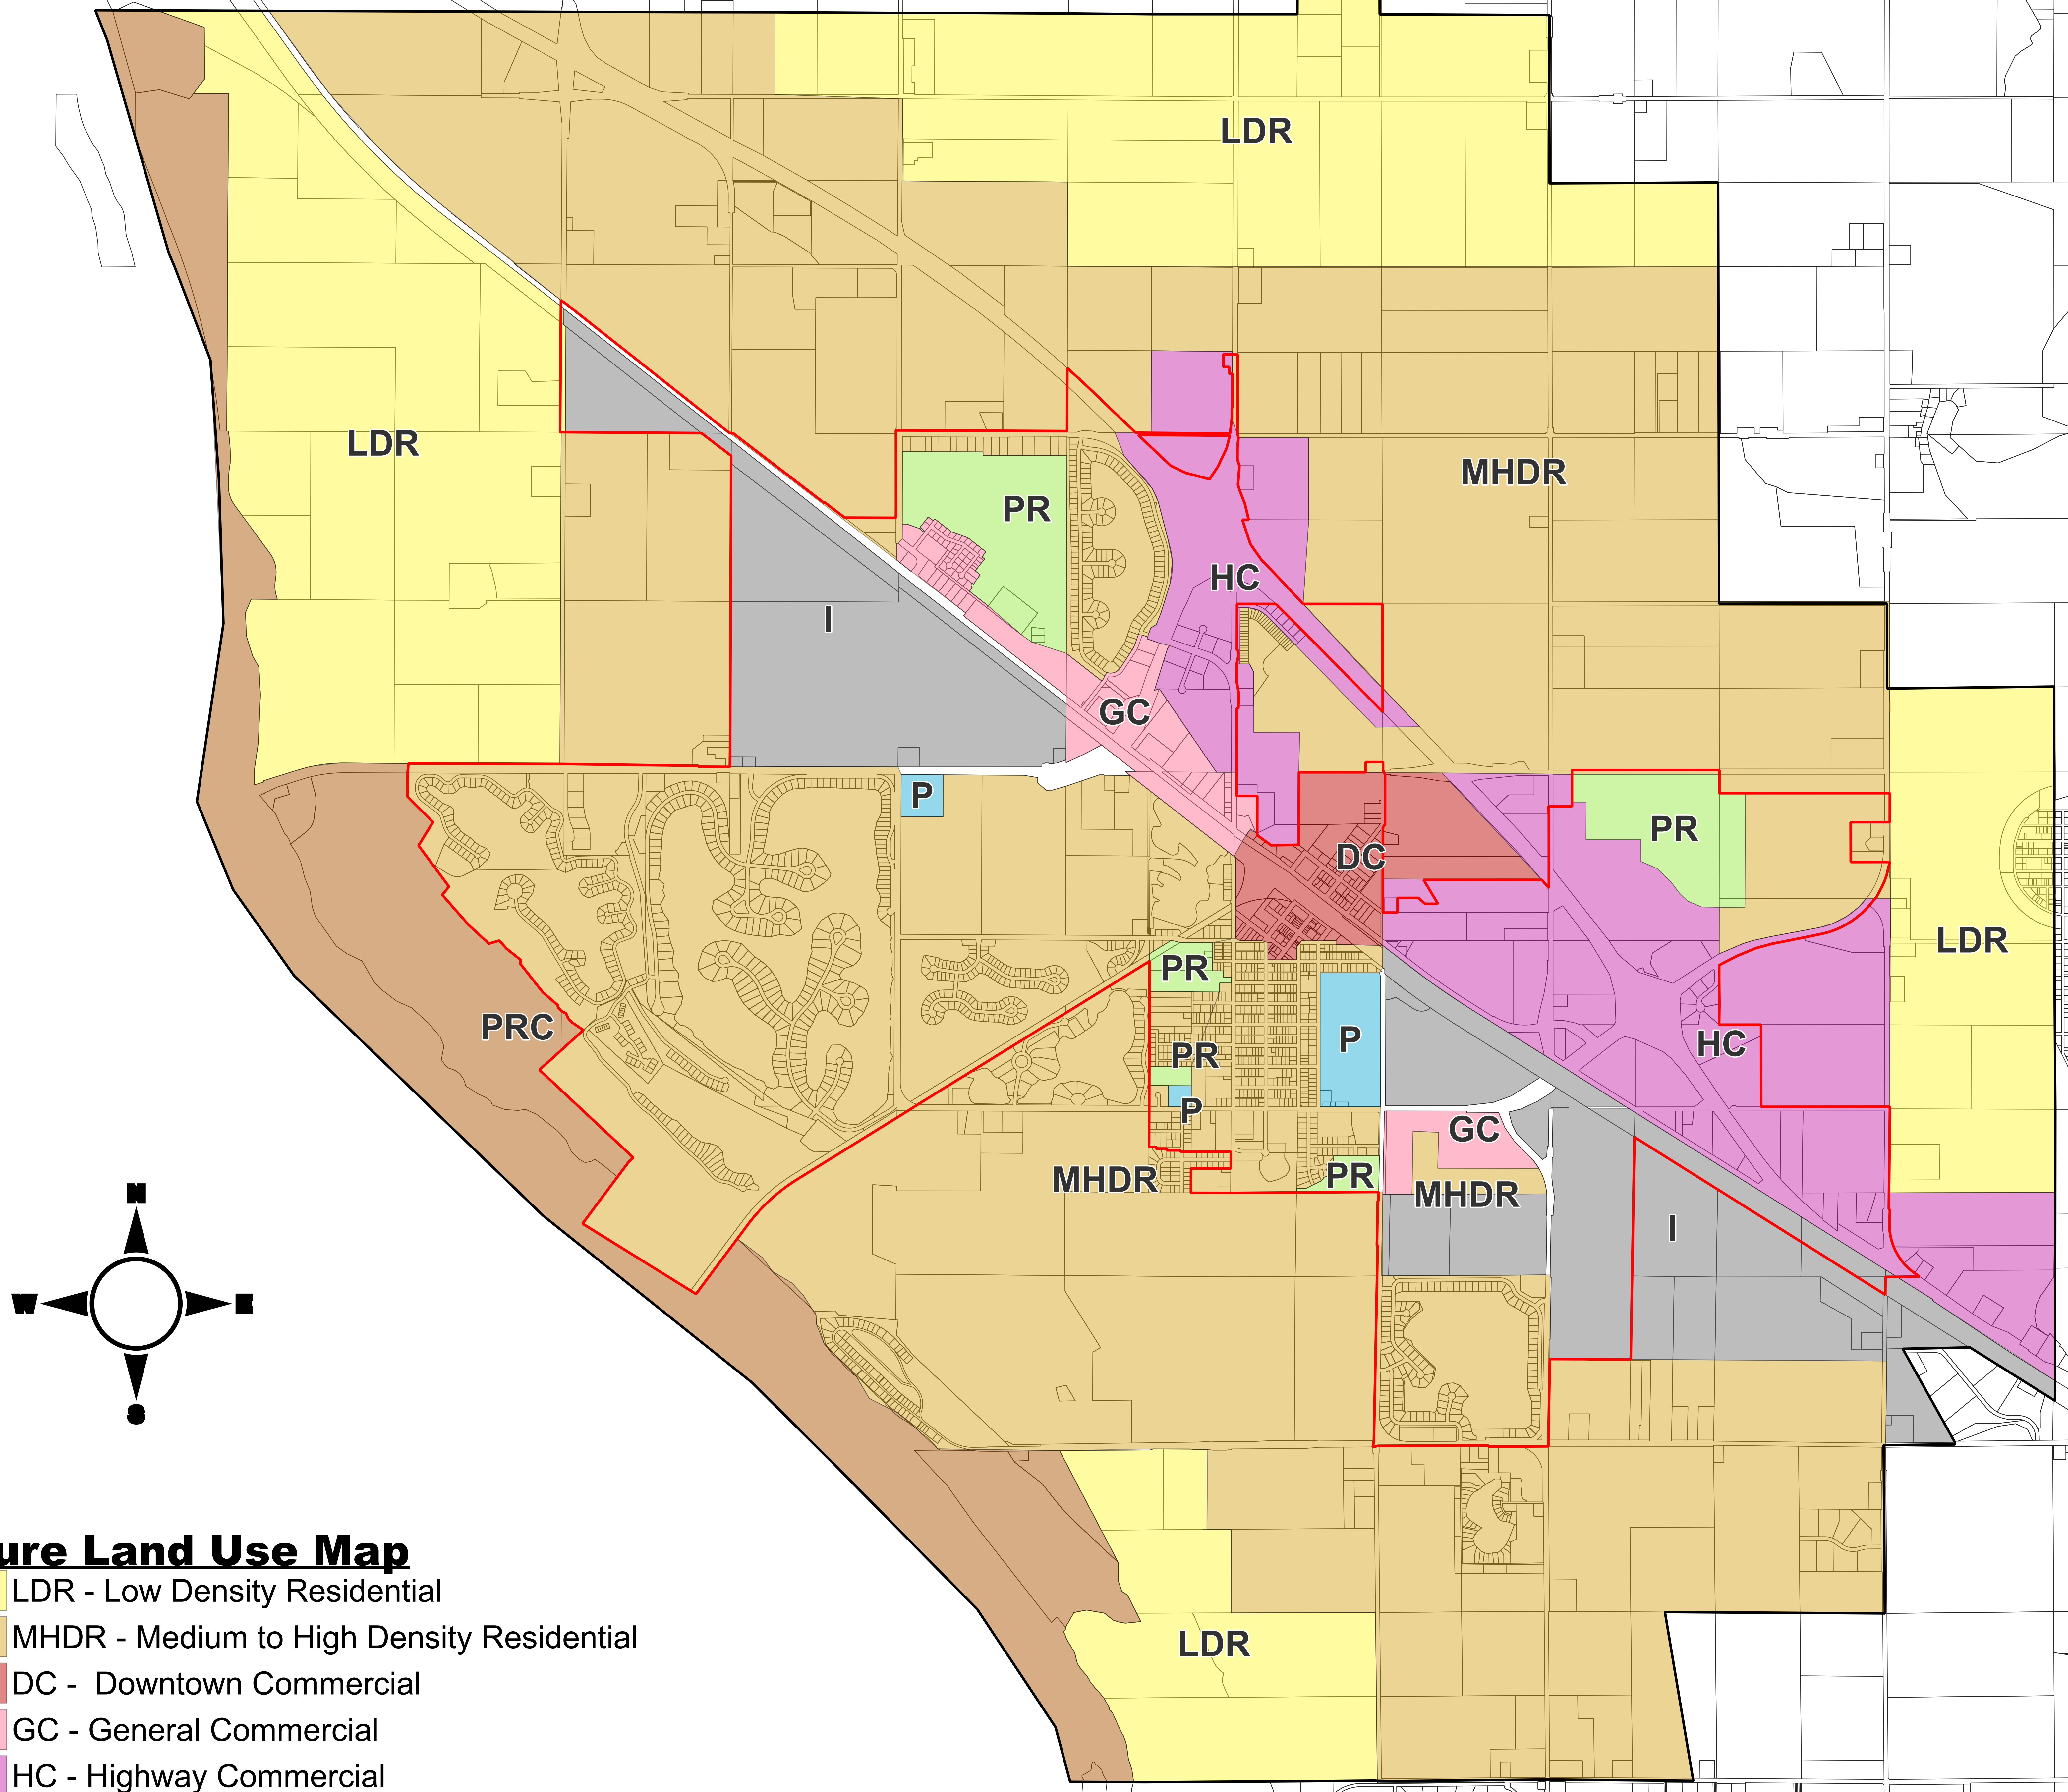 LDR
LDR
MHDR
PR
HC
I
GC
P
PR
DC
LDR
PR
PRC
PR
P
HC
P
GC
MHDR
PR
MHDR
I
N
W
E
S
ure Land Use Map
LDR - Low Density Residential
MHDR - Medium to High Density Residential
DC - Downtown Commercial
GC - General Commercial
HC - Highway Commercial
LDR